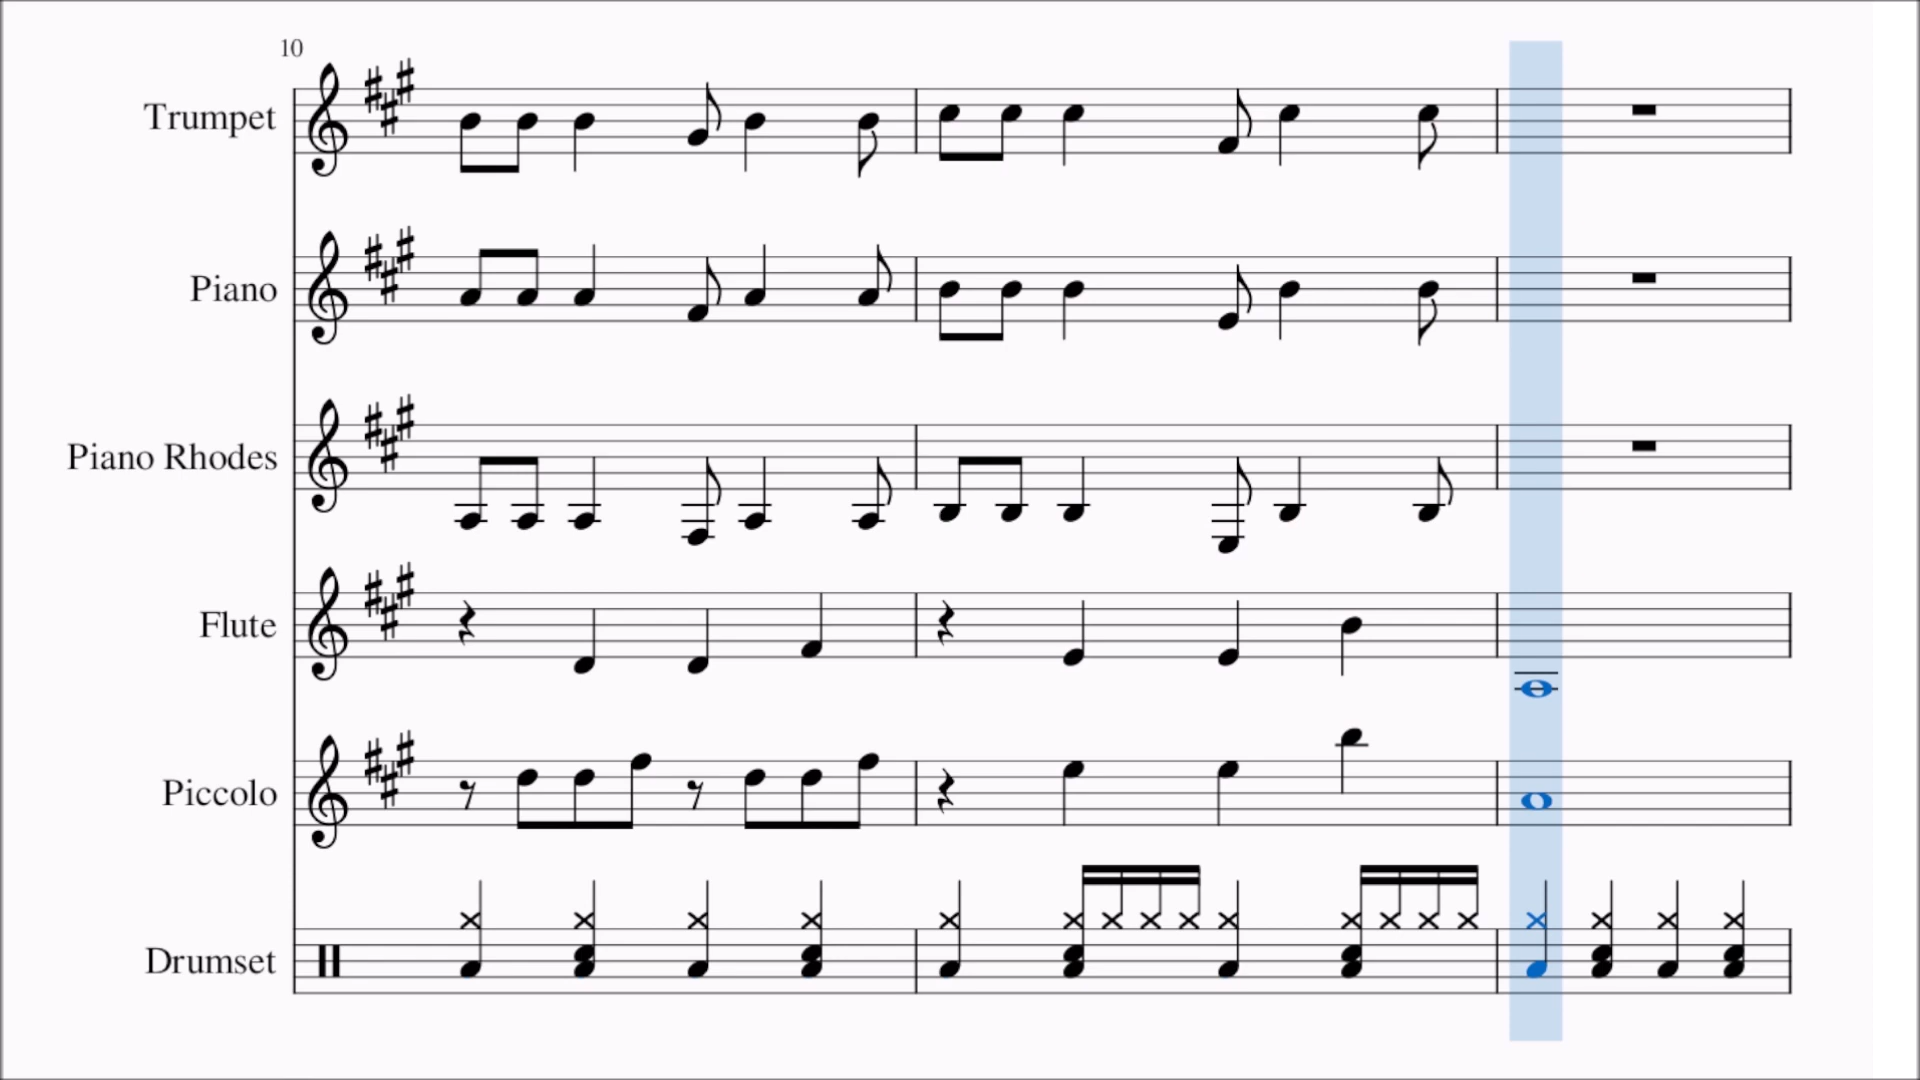 10
Trumpet
Piano
Piano Rhodes
Flute
Piccolo
Drumset